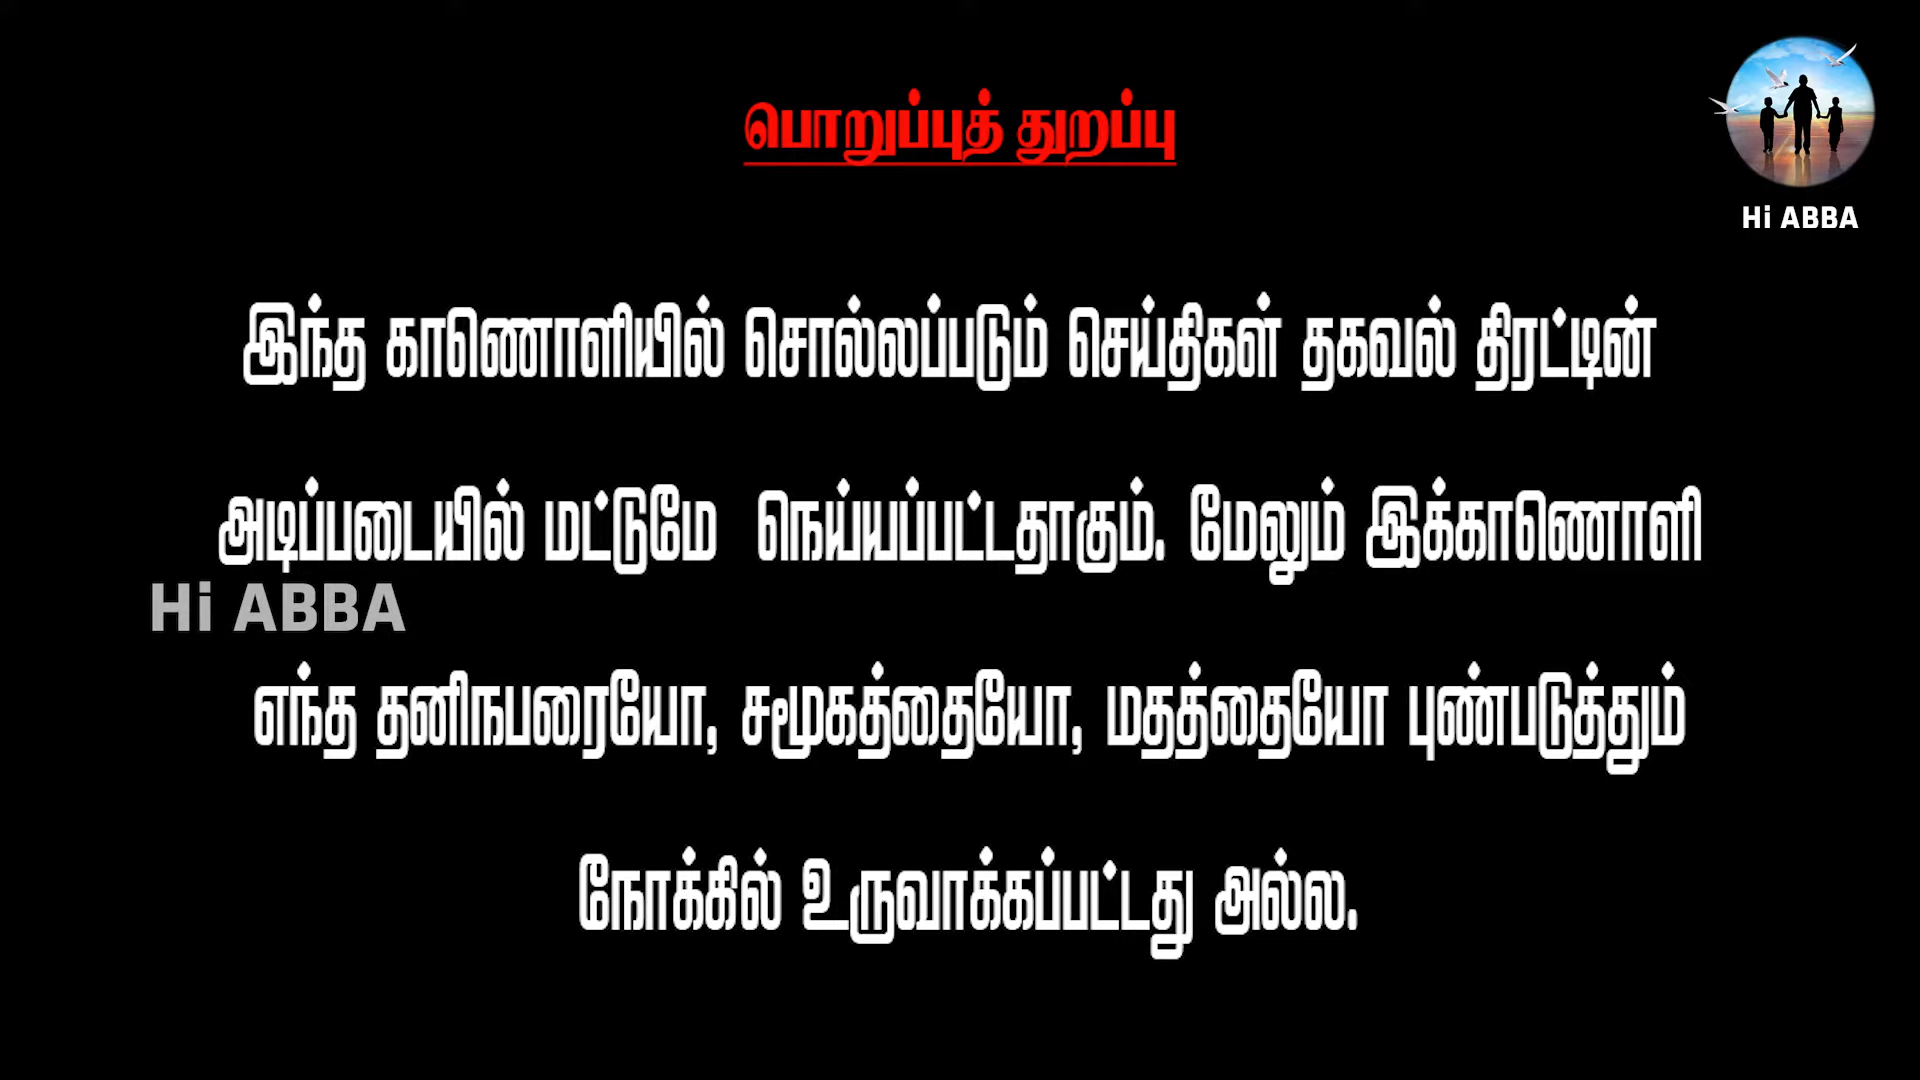 பொறுப்புத் துறப்பு
Hi ABBA
இந்த காணொளியில் சொல்லப்படும் செய்திகள் தகவல் திரட்டின்
அடிப்படையில் மட்டுமே நெய்யப்பட்டதாகும். மேலும் இக்காணொளி
Hi ABBA
எந்த தனிநபரையோ, சமூகத்தையோ, மதத்தையோ புண்படுத்தும்
நோக்கில் உருவாக்கப்பட்டது அல்ல.